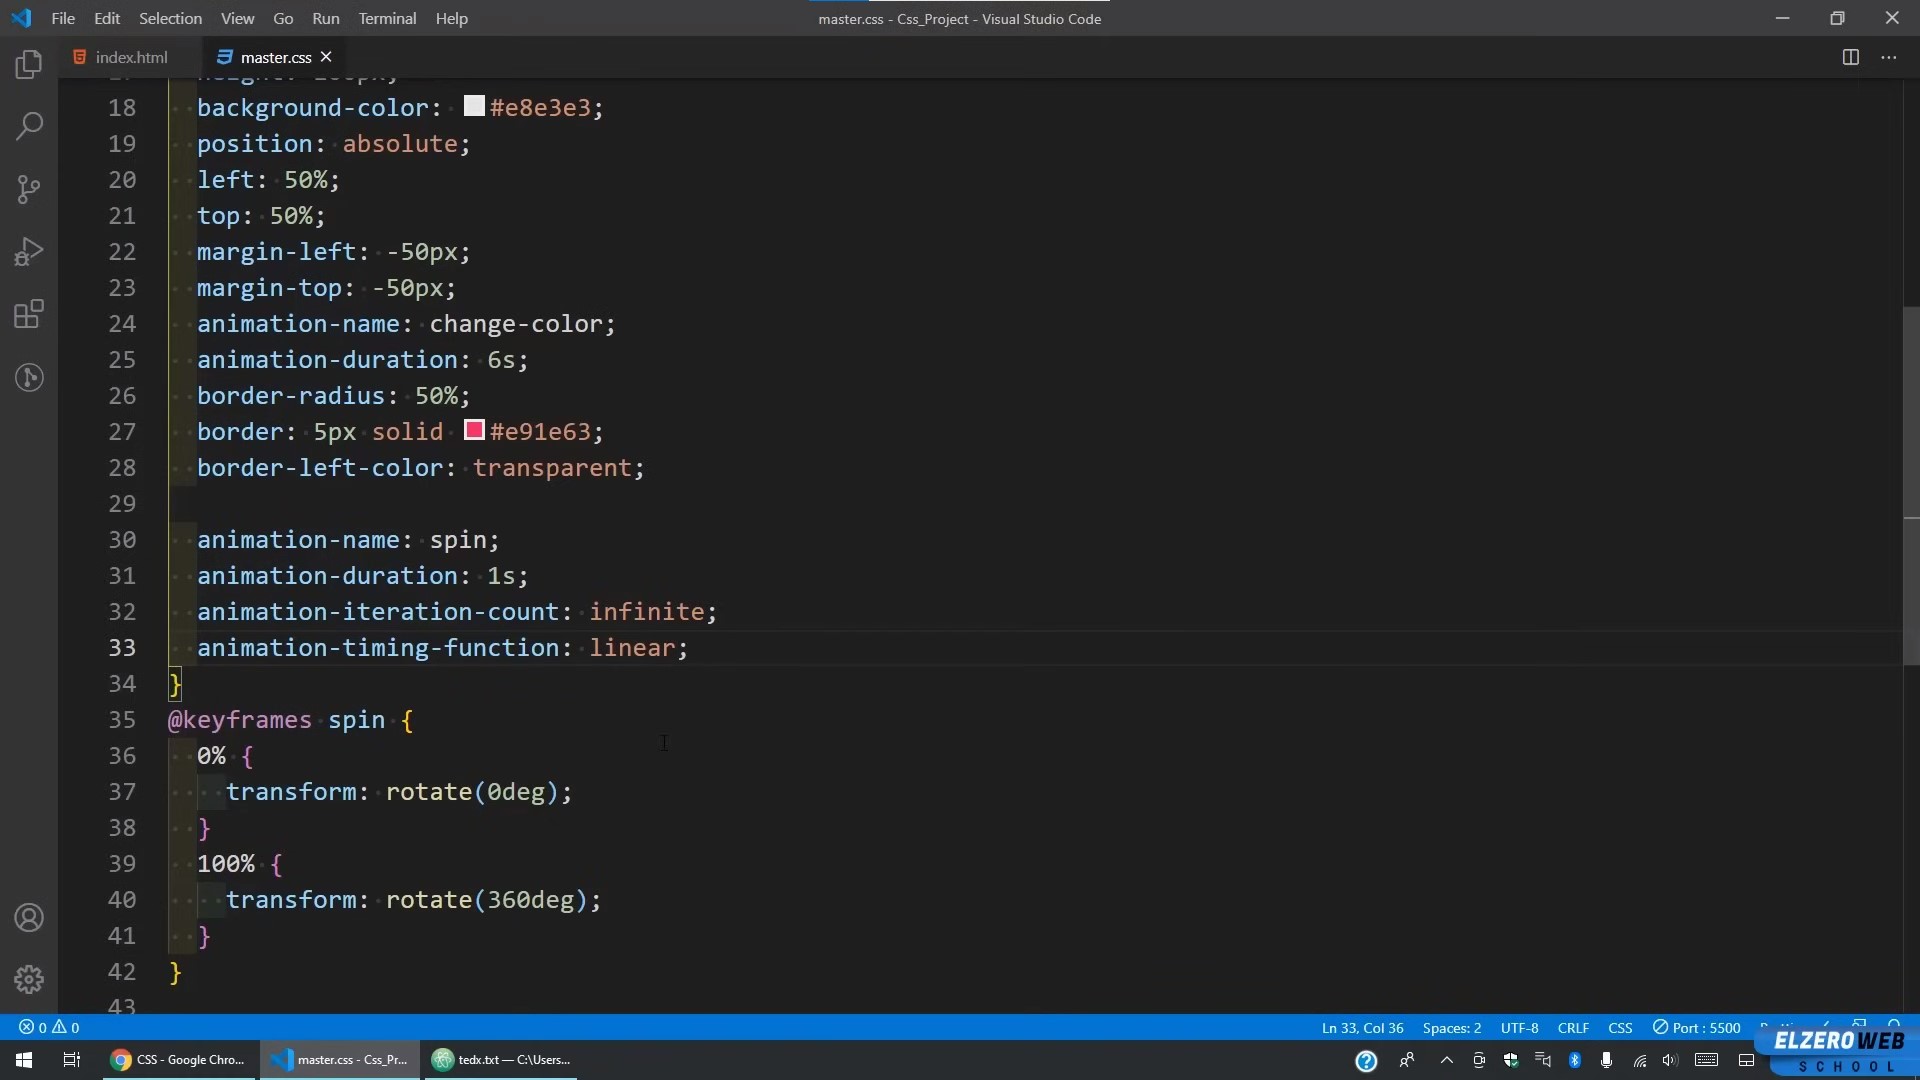 File Edit Selection View Go Run Terminal Help
master.css - Css_Project - Visual Studio Code
index.html
master.css
18 background-color: #e8e3e3;
19 position: absolute;
20 left: 50%;
21 top: 50%;
22 margin-left: -50px;
23 margin-top: -50px;
24 animation-name: change-color;
25 animation-duration: 6s;
26 border-radius: 50%;
27 border: 5px solid #e91e63;
28 border-left-color: transparent;
29
30 animation-name: spin;
31 animation-duration: 1s;
32 animation-iteration-count: infinite;
33 animation-timing-function: linear;
34 }
35 @keyframes spin {
36 0% {
37 transform: rotate(0deg);
38 }
39 100% {
40 transform: rotate(360deg);
41 }
42 }
43
0 0
Ln 33, Col 36 Spaces: 2 UTF-8 CRLF CSS Port : 5500
CSS - Google Chro...
master.css - Css_Pr...
tedx.txt — C:\Users...
ELZEROWEB
SCHOOL